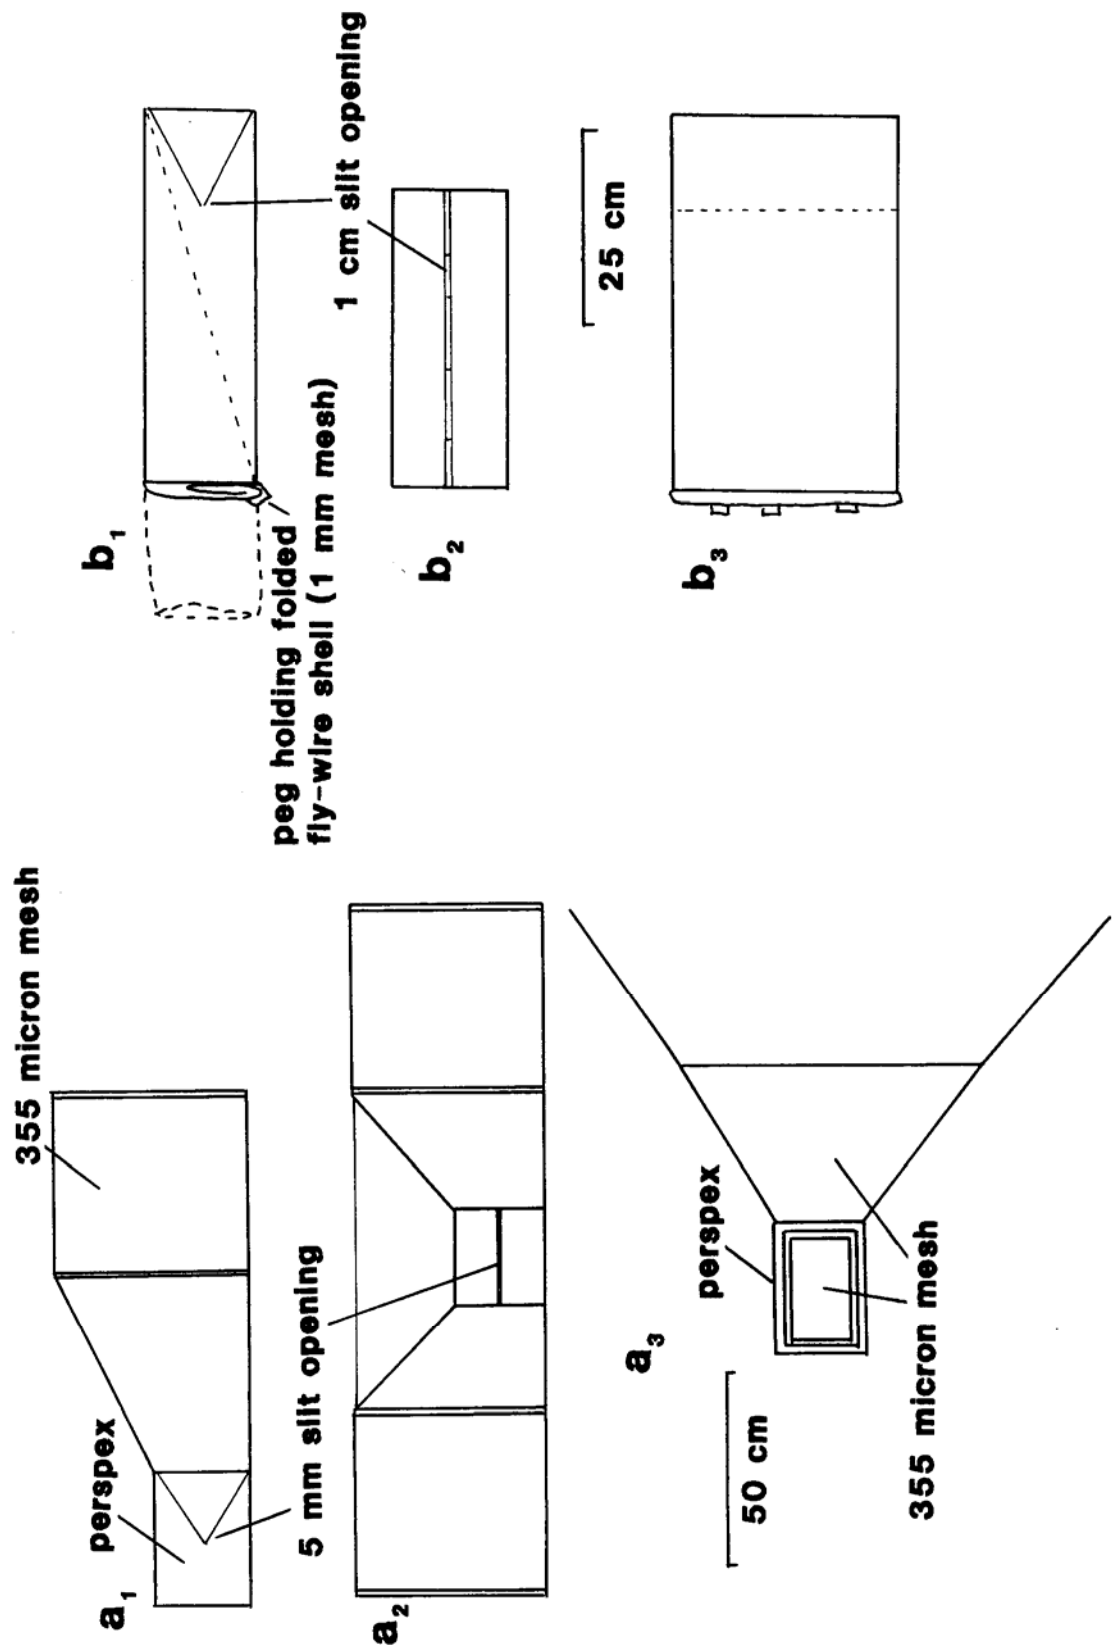 a1
perspex
355 micron mesh
a2
5 mm slit opening
a3
perspex
50 cm
355 micron mesh
b1
peg holding folded
fly-wire shell (1 mm mesh)
1 cm slit opening
b2
25 cm
b3